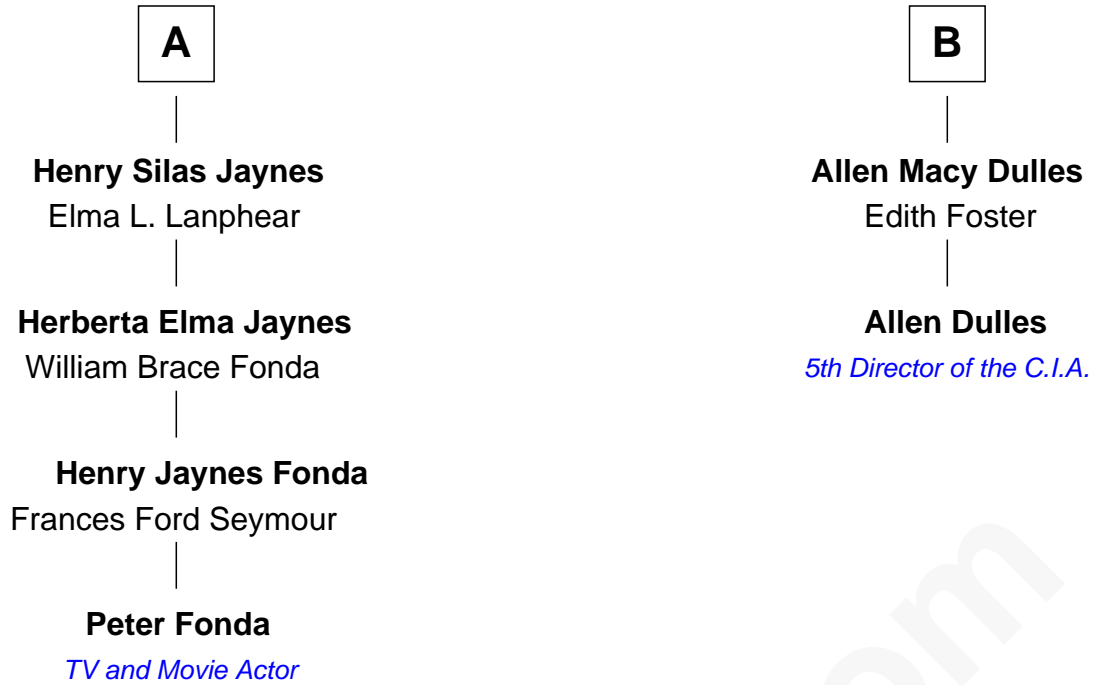 A
Henry Silas Jaynes
Elma L. Lanphear
Herberta Elma Jaynes
William Brace Fonda
Henry Jaynes Fonda
Frances Ford Seymour
Peter Fonda
TV and Movie Actor
B
Allen Macy Dulles
Edith Foster
Allen Dulles
5th Director of the C.I.A.
om